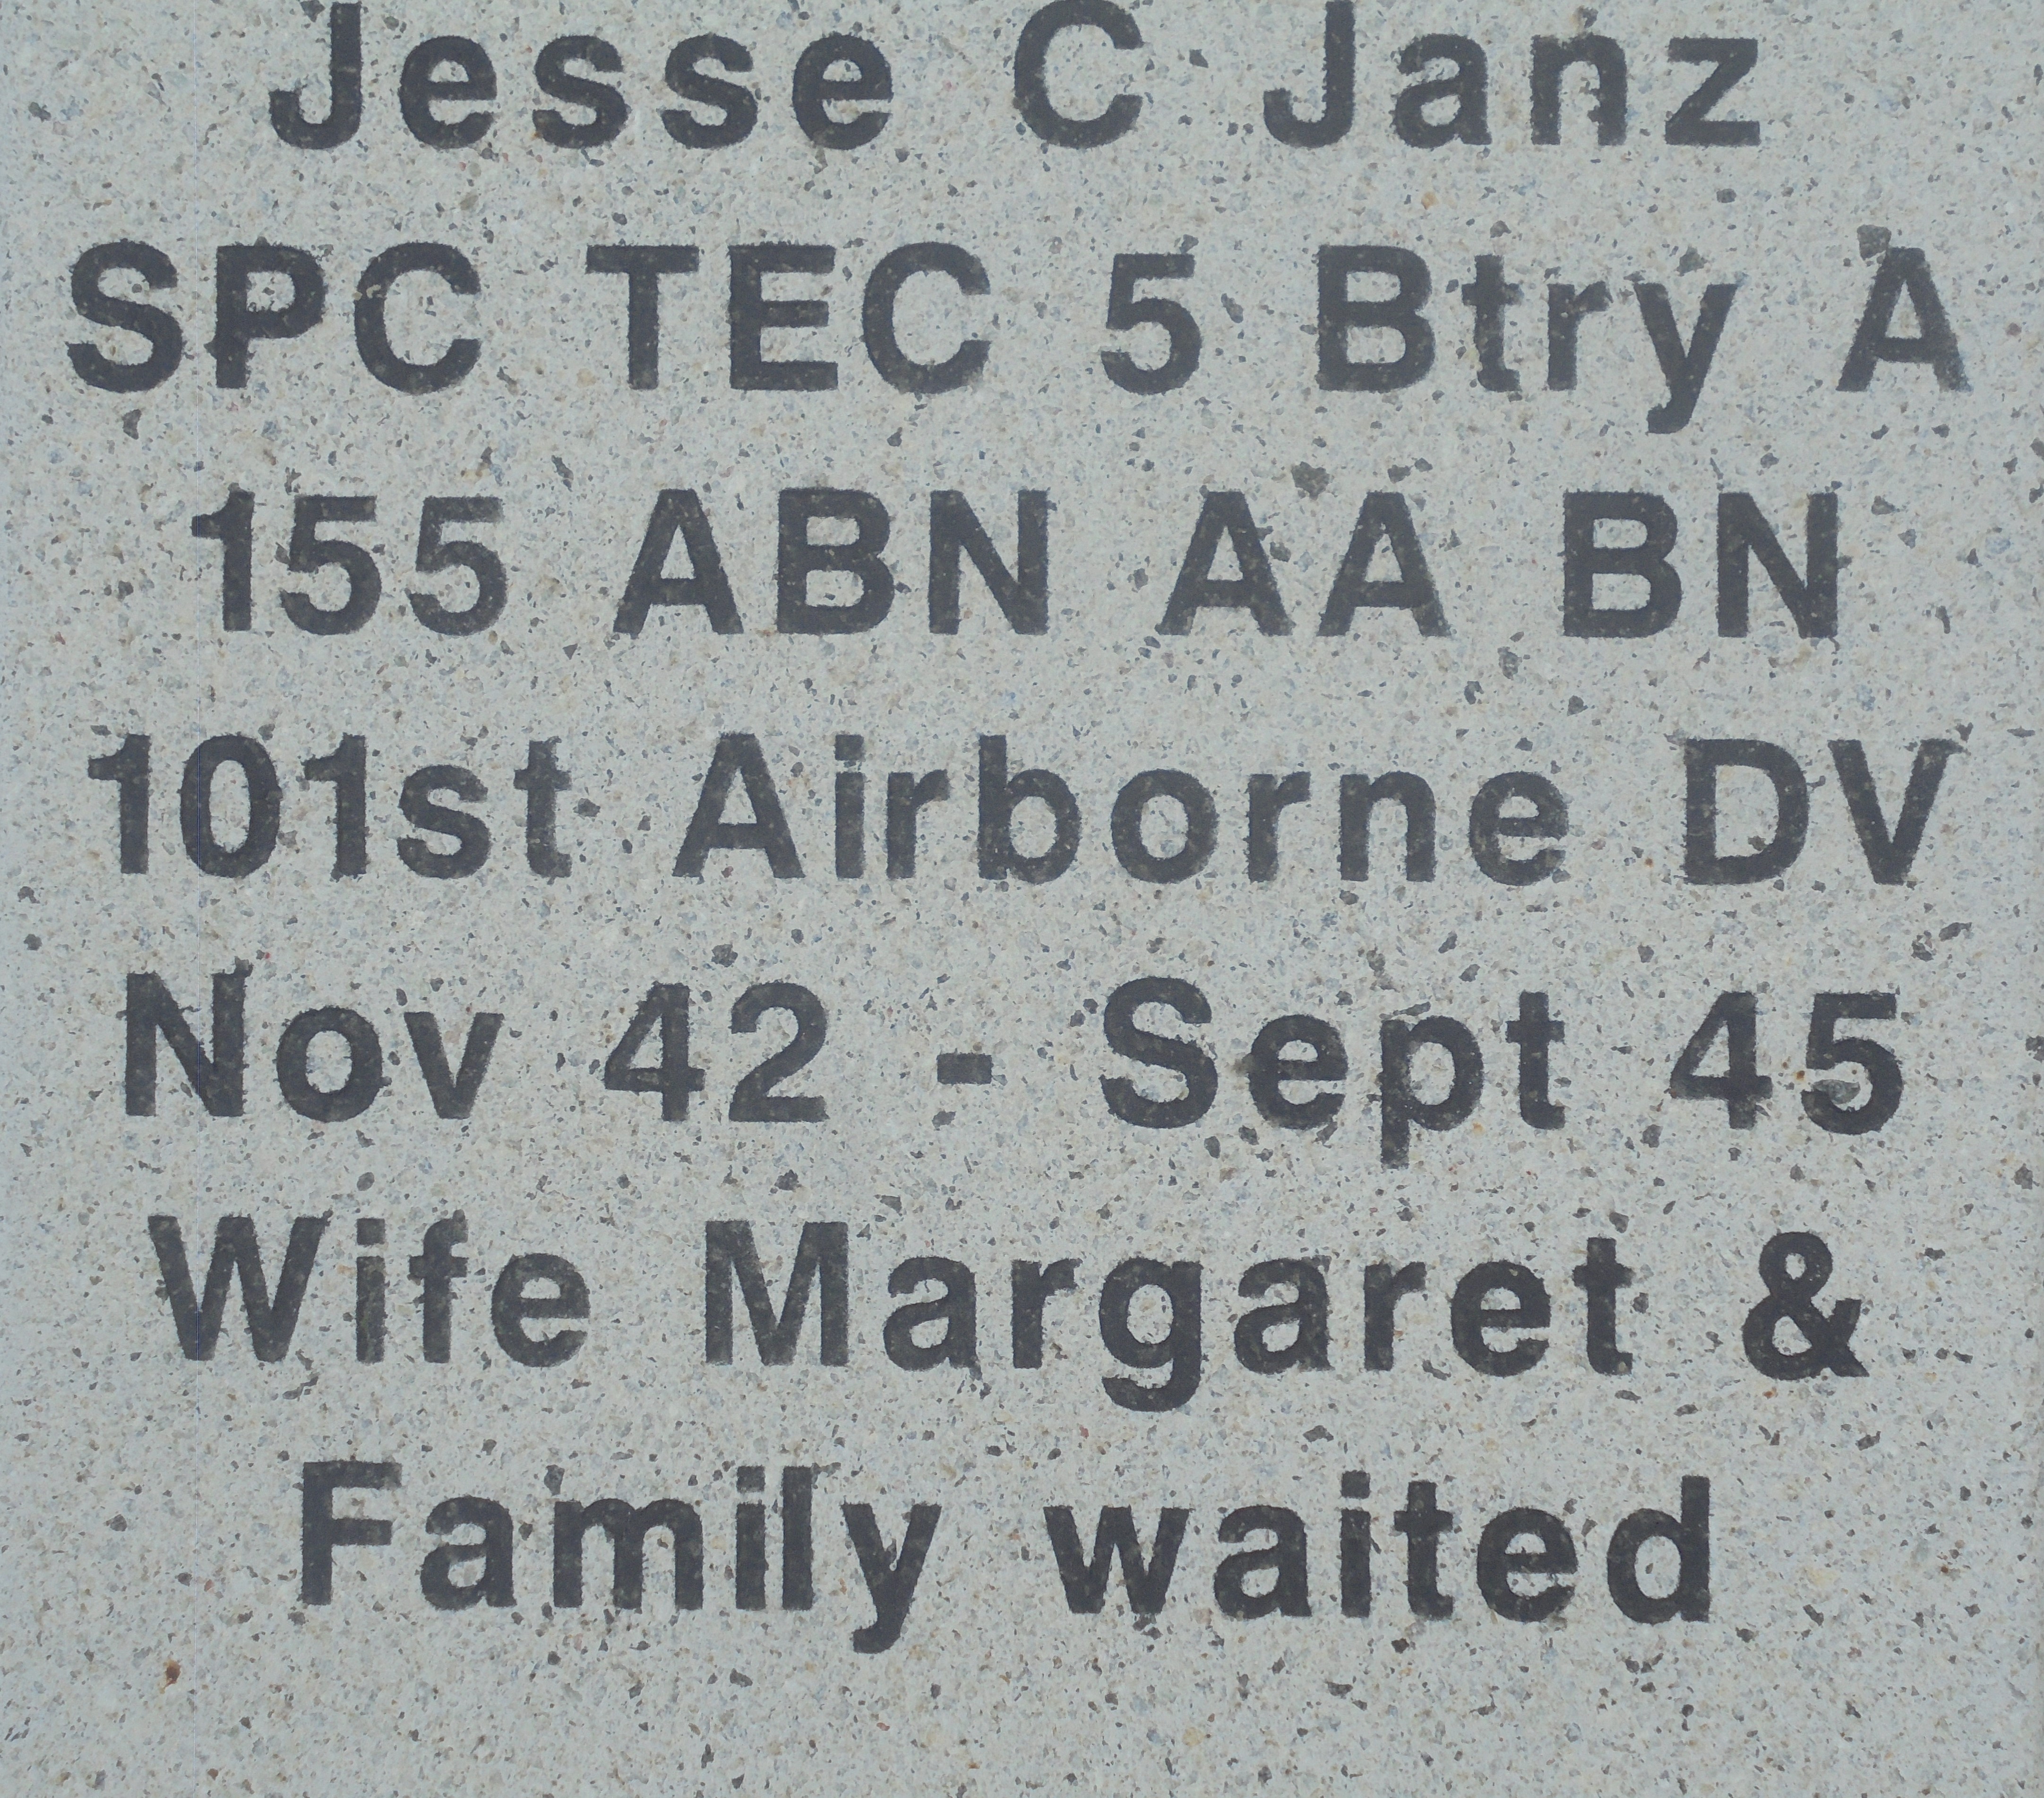 Jesse C Janz
SPC TEC 5 Btry A
155 ABN AA BN
101st Airborne DV
Nov 42 - Sept 45
Wife Margaret &
Family waited